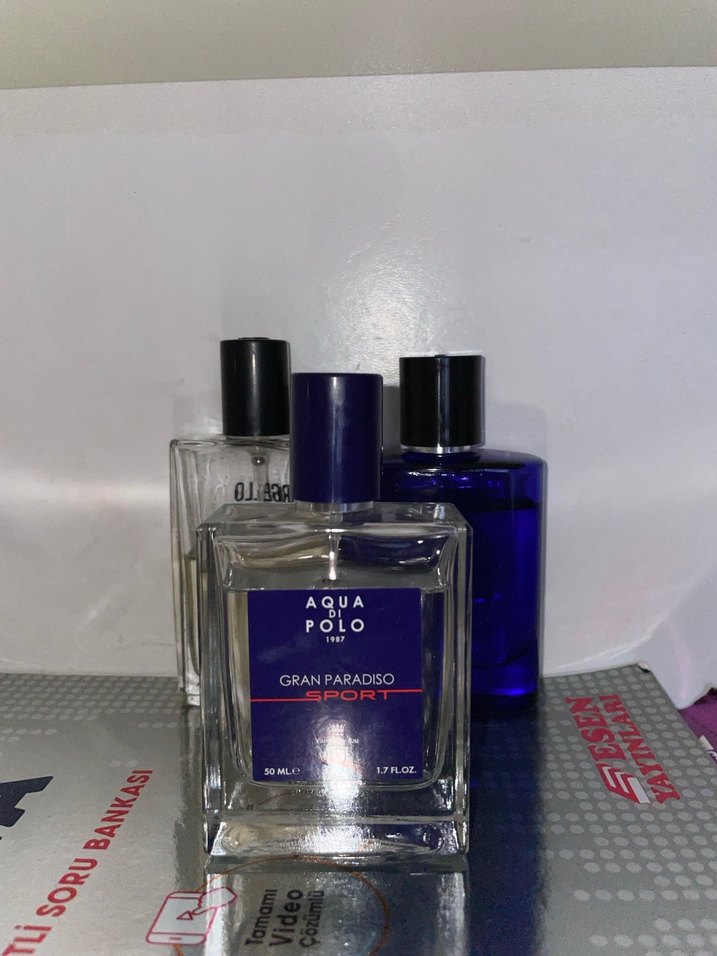 AQUA
DI
POLO
1987
GRAN PARADISO
SPORT
50 ML.e
1.7 FL.OZ.
ESEN
YAYINLARI
TLİ SORU BANKASI
Tamamı
Video
Çözümlü